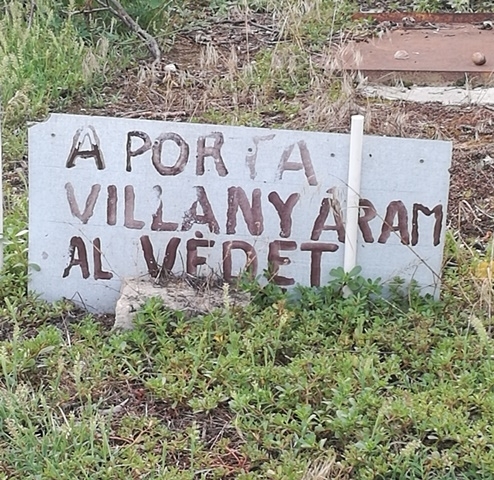 A PORTA
VILLANY ARAM
AL VÈDET